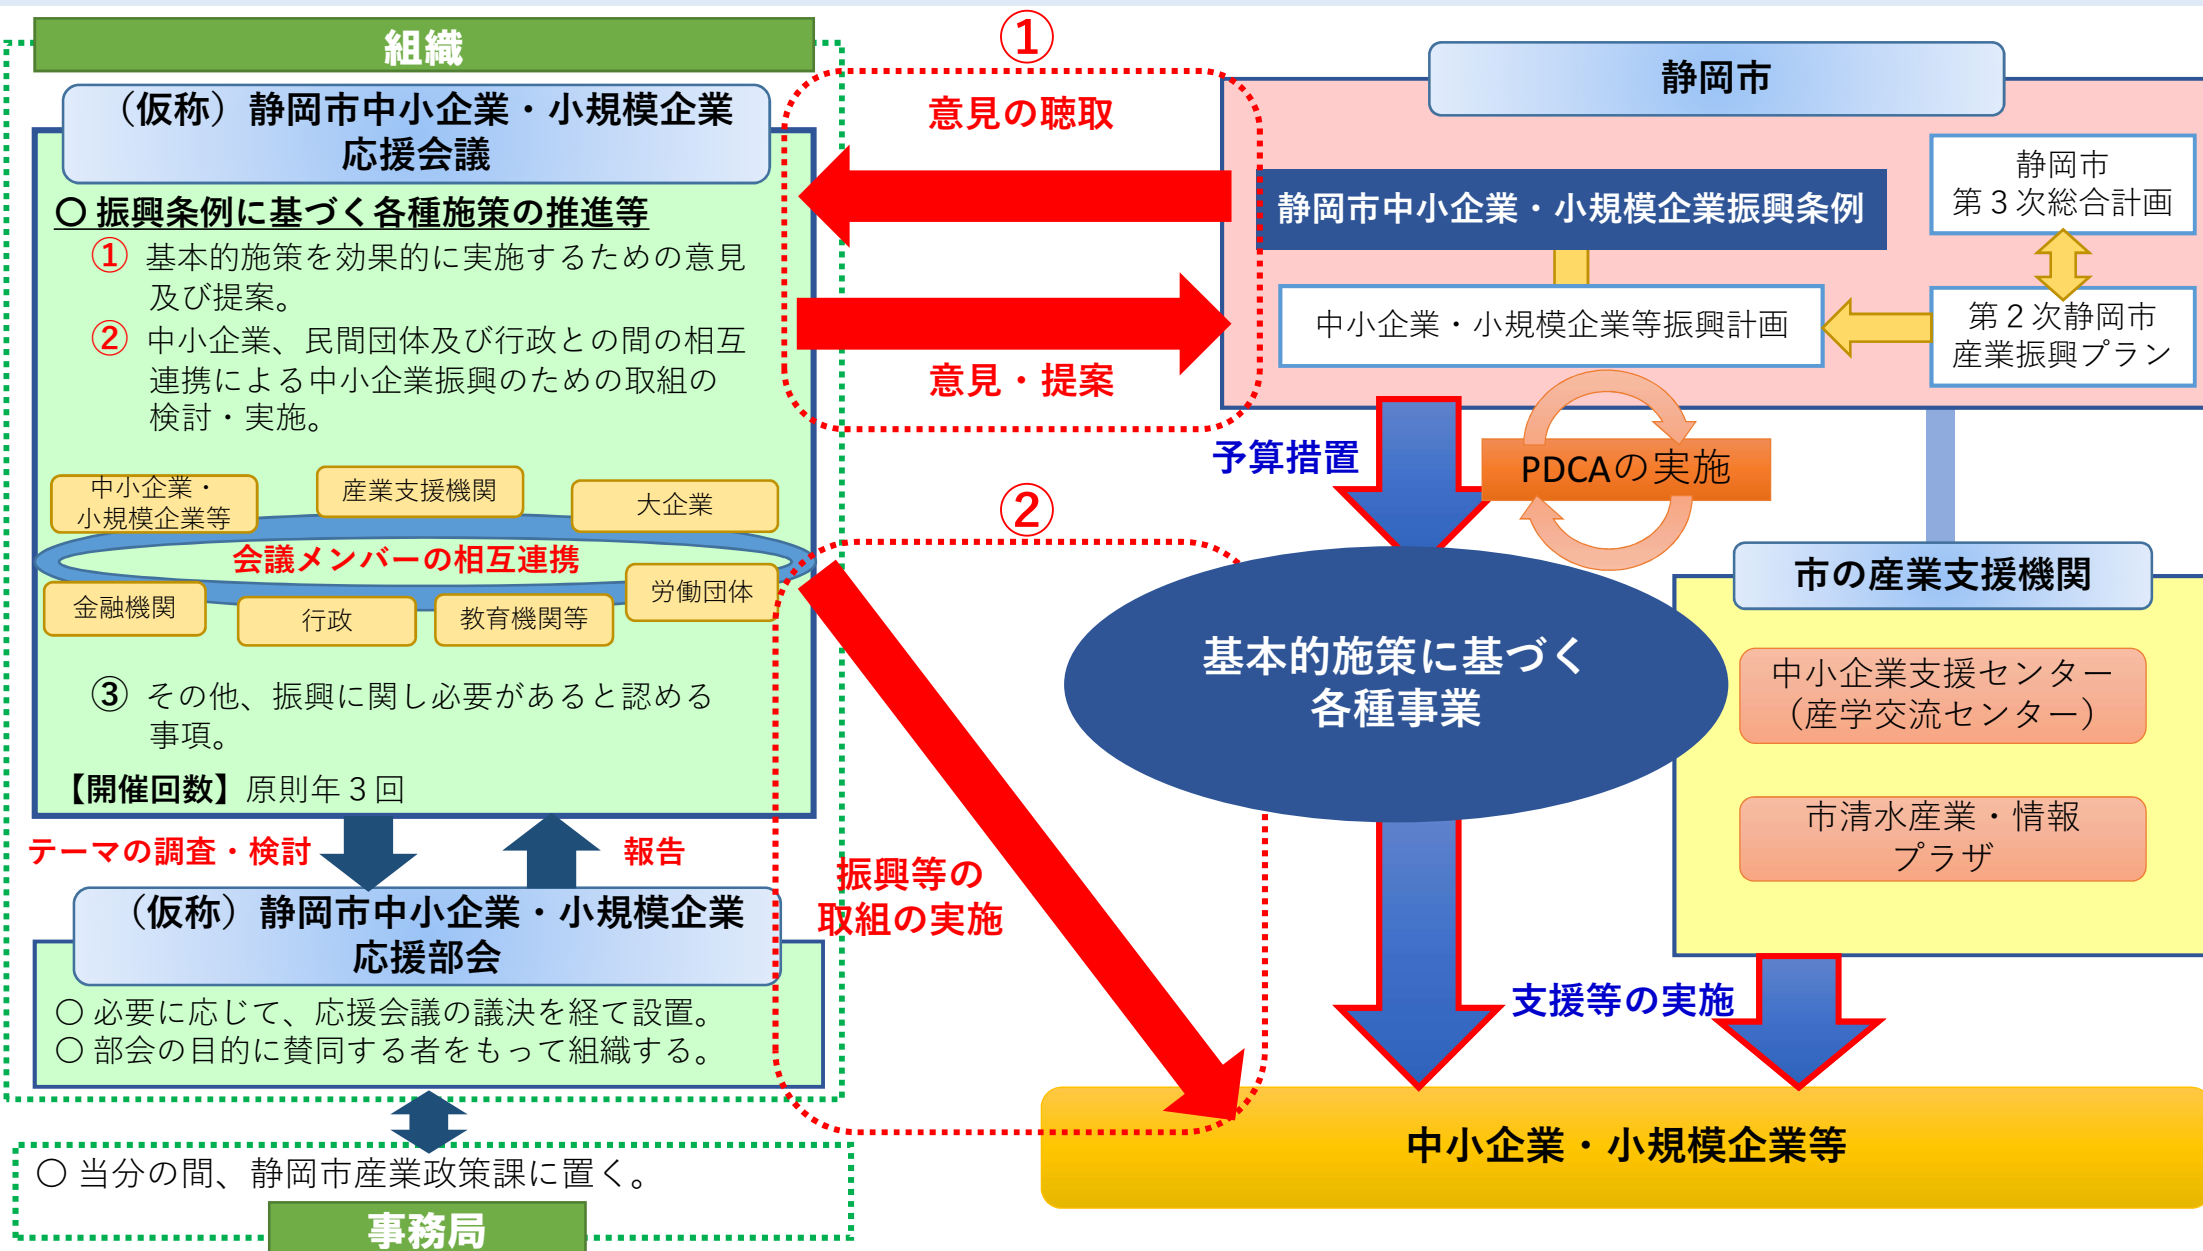 組織
（仮称）静岡市中小企業・小規模企業
応援会議
〇 振興条例に基づく各種施策の推進等
① 基本的施策を効果的に実施するための意見
及び提案。
② 中小企業、民間団体及び行政との間の相互
連携による中小企業振興のための取組の
検討・実施。
中小企業・
小規模企業等
産業支援機関
大企業
会議メンバーの相互連携
金融機関
行政
教育機関等
労働団体
③ その他、振興に関し必要があると認める
事項。
【開催回数】原則年３回
テーマの調査・検討
報告
（仮称）静岡市中小企業・小規模企業
応援部会
〇 必要に応じて、応援会議の議決を経て設置。
〇 部会の目的に賛同する者をもって組織する。
〇 当分の間、静岡市産業政策課に置く。
事務局
①
意見の聴取
意見・提案
②
振興等の
取組の実施
静岡市
静岡市中小企業・小規模企業振興条例
中小企業・小規模企業等振興計画
静岡市
第３次総合計画
第２次静岡市
産業振興プラン
予算措置
PDCAの実施
基本的施策に基づく
各種事業
市の産業支援機関
中小企業支援センター
（産学交流センター）
市清水産業・情報
プラザ
支援等の実施
中小企業・小規模企業等